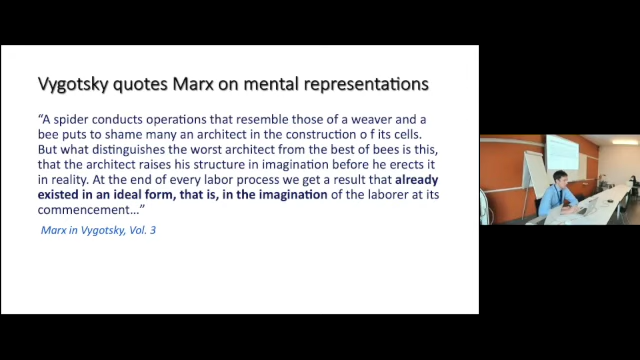 Vygotsky quotes Marx on mental representations
“A spider conducts operations that resemble those of a weaver and a
bee puts to shame many an architect in the construction o f its cells.
But what distinguishes the worst architect from the best of bees is this,
that the architect raises his structure in imagination before he erects it
in reality. At the end of every labor process we get a result that already
existed in an ideal form, that is, in the imagination of the laborer at its
commencement…”
Marx in Vygotsky, Vol. 3